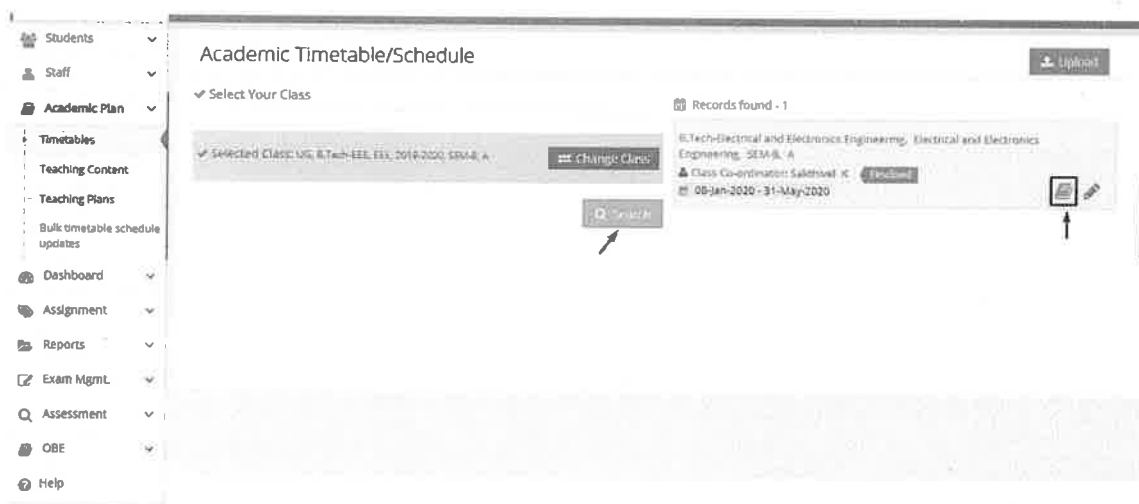 Students
Staff
Academic Plan
Timetables
Teaching Content
Teaching Plans
Bulk timetable schedule
updates
Dashboard
Assignment
Reports
Exam Mgmt.
Assessment
OBE
Help
Academic Timetable/Schedule
Upload
Select Your Class
Selected Class: UG, B.Tech-EEE, EEE, 2019-2020, SEM-8, A
Change Class
Search
Records found - 1
B.Tech-Electrical and Electronics Engineering, Electrical and Electronics
Engineering, SEM-8, A
Class Co-ordinator: Sakthivel K
08-Jan-2020 - 31-May-2020